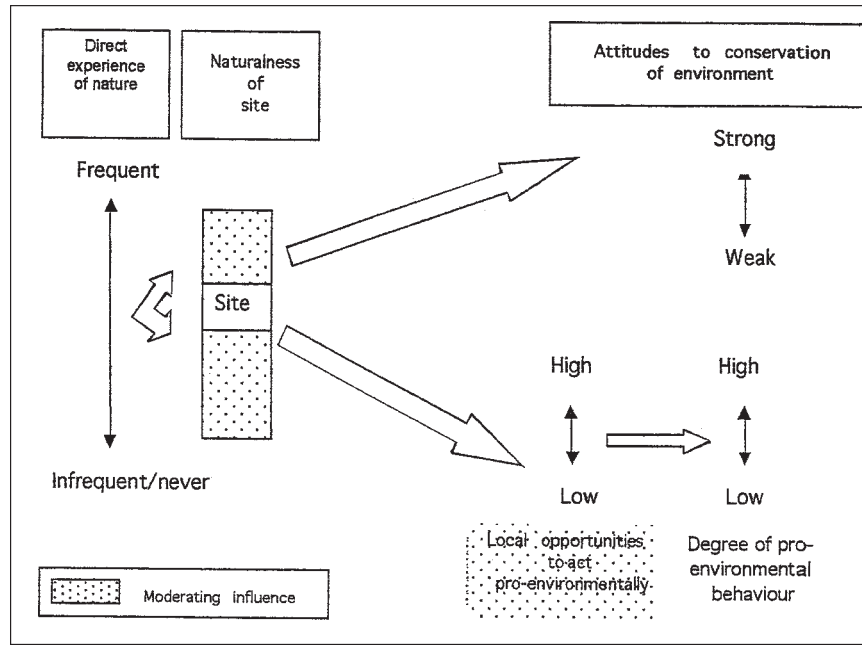 Direct
experience
of nature
Naturalness
of
site
Attitudes to conservation
of environment
Frequent
Strong
Weak
Site
High
High
Infrequent/never
Low
Low
Local opportunities
to act
pro-environmentally
Degree of pro-
environmental
behaviour
Moderating influence